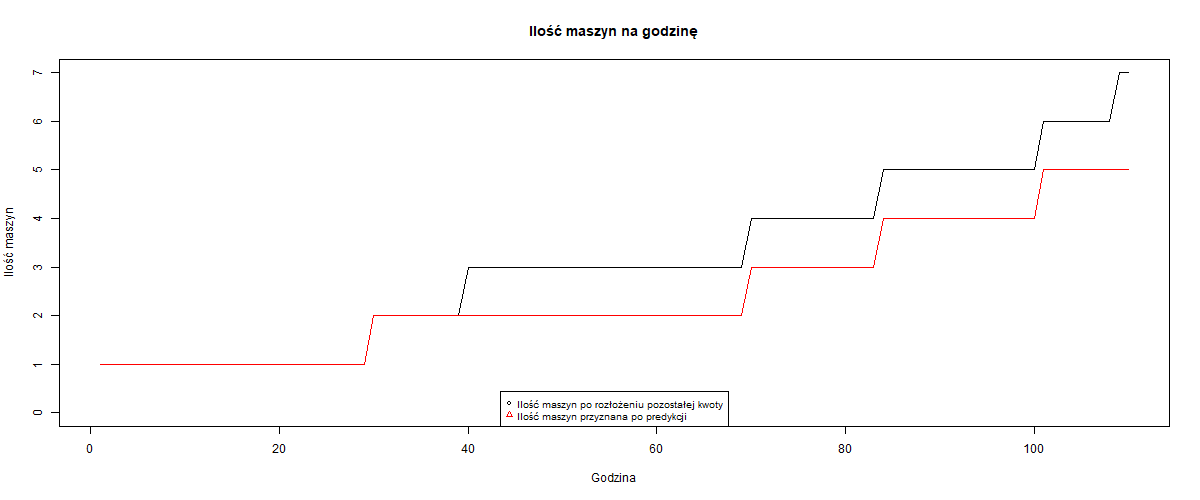 Ilość maszyn na godzinę
Ilość maszyn
7
6
5
4
3
2
1
0
Ilość maszyn po rozłożeniu pozostałej kwoty
Ilość maszyn przyznana po predykcji
0 20 40 60 80 100
Godzina